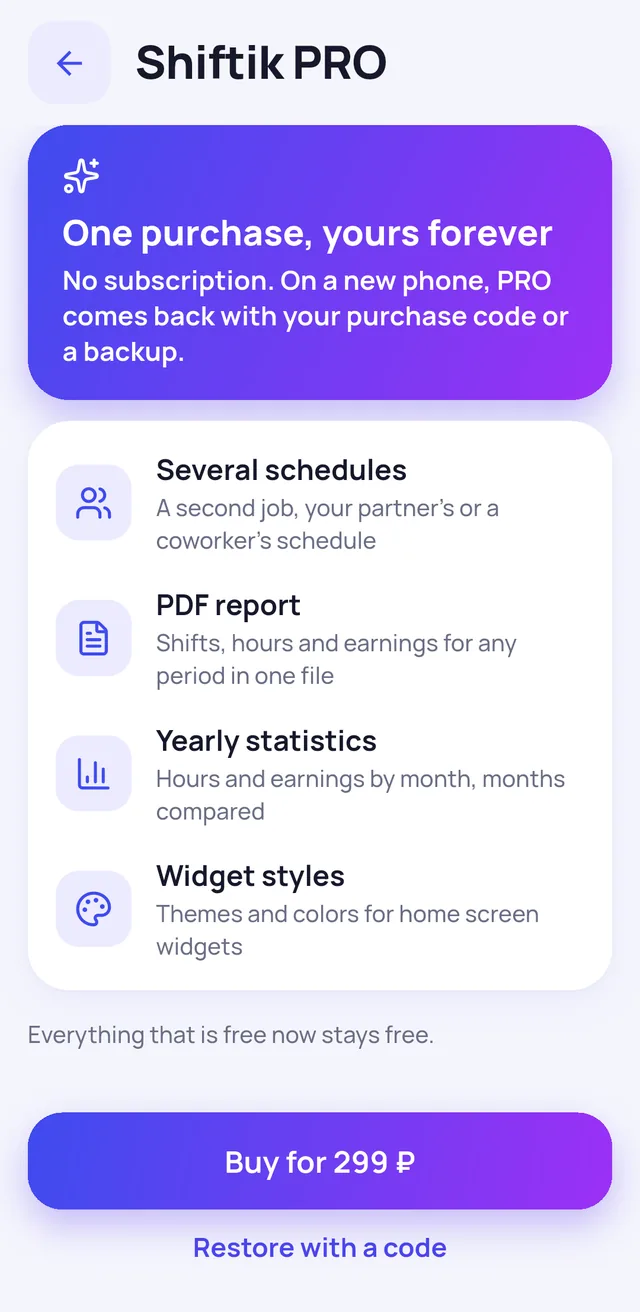 Shiftik PRO
One purchase, yours forever
No subscription. On a new phone, PRO
comes back with your purchase code or
a backup.
Several schedules
A second job, your partner’s or a
coworker’s schedule
PDF report
Shifts, hours and earnings for any
period in one file
Yearly statistics
Hours and earnings by month, months
compared
Widget styles
Themes and colors for home screen
widgets
Everything that is free now stays free.
Buy for 299 ₽
Restore with a code